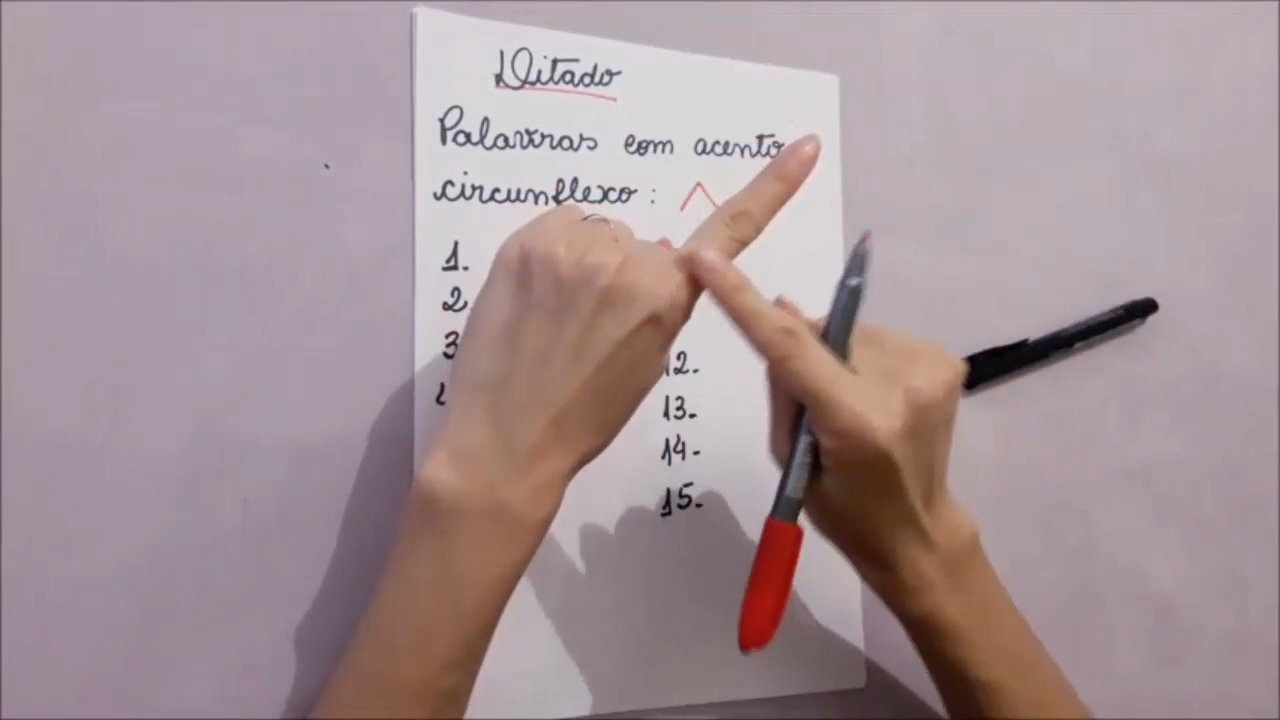 Ditado
Palavras com acento
circunflexo: ^
1.
2.
3
12.
13.
14.
15.